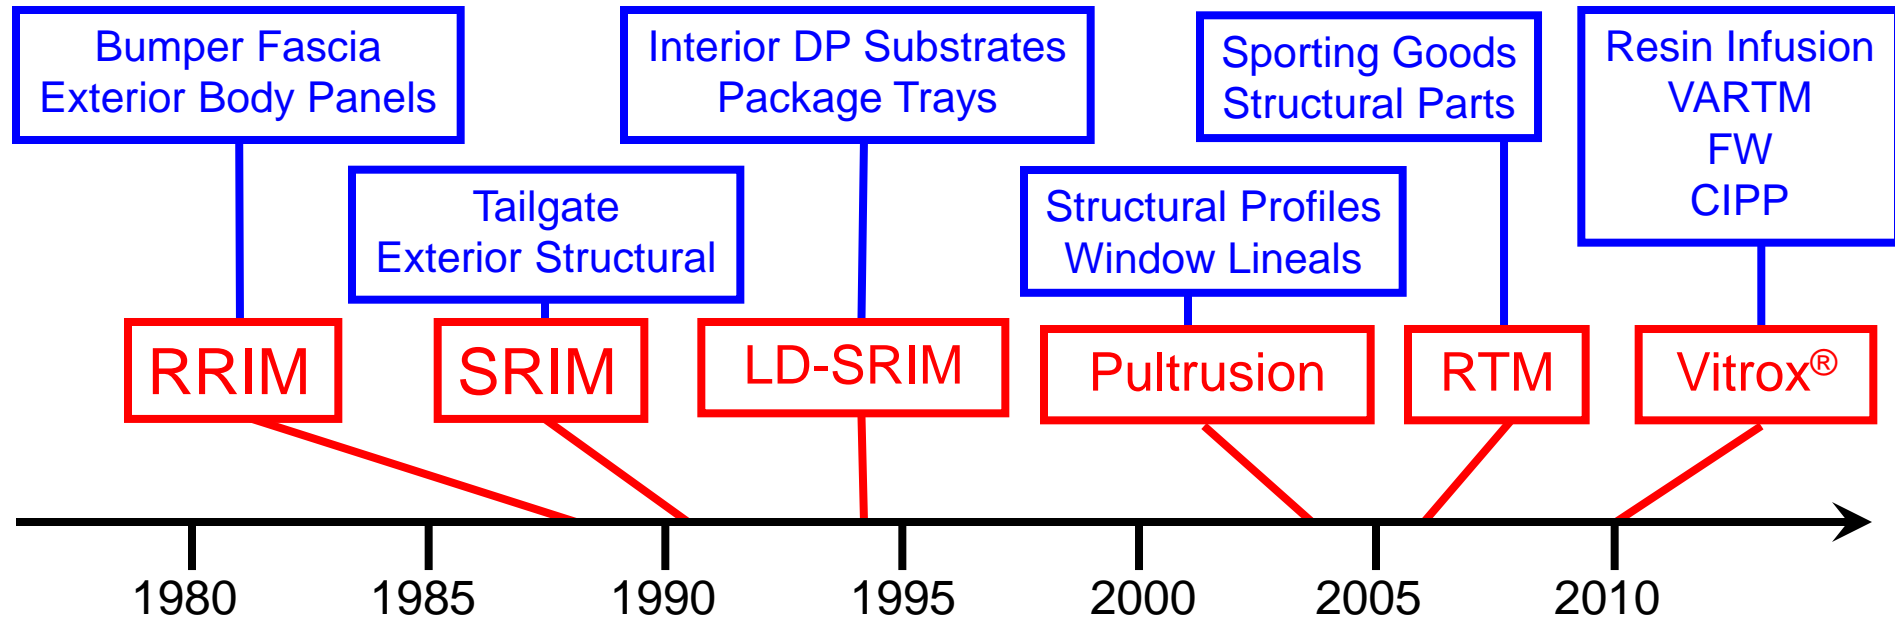 Bumper Fascia
Exterior Body Panels
Interior DP Substrates
Package Trays
Sporting Goods
Structural Parts
Resin Infusion
VARTM
FW
CIPP
Tailgate
Exterior Structural
Structural Profiles
Window Lineals
RRIM
SRIM
LD-SRIM
Pultrusion
RTM
Vitrox®
1980
1985
1990
1995
2000
2005
2010